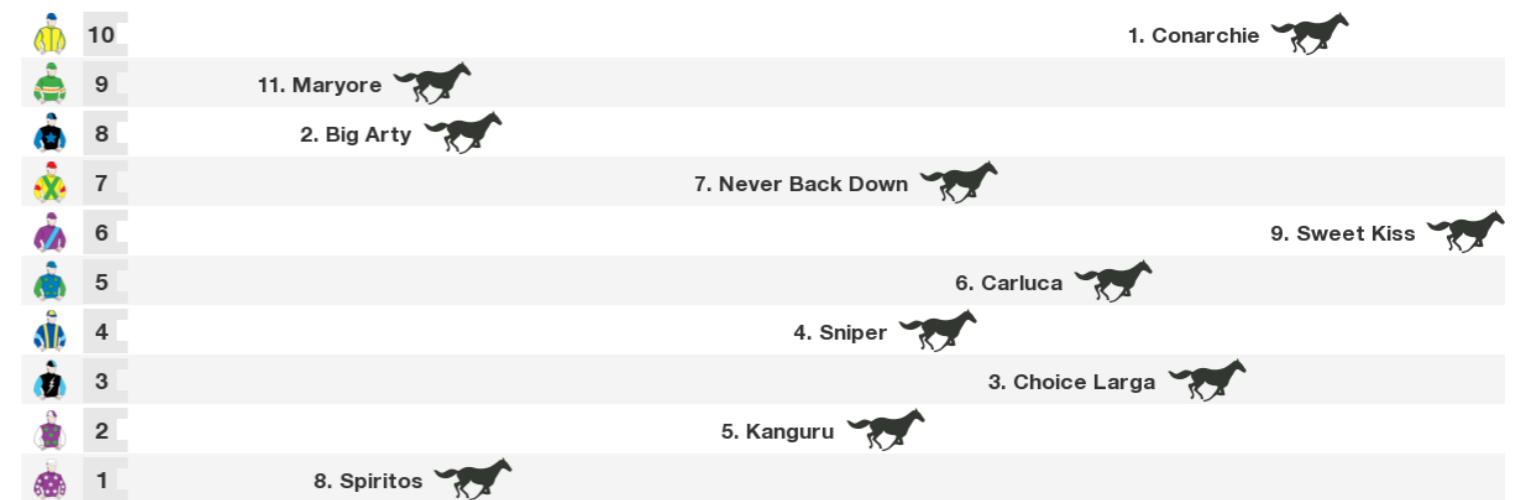 10 1. Conarchie
9 11. Maryore
8 2. Big Arty
7 7. Never Back Down
6 9. Sweet Kiss
5 6. Carluca
4 4. Sniper
3 3. Choice Larga
2 5. Kanguru
1 8. Spiritos